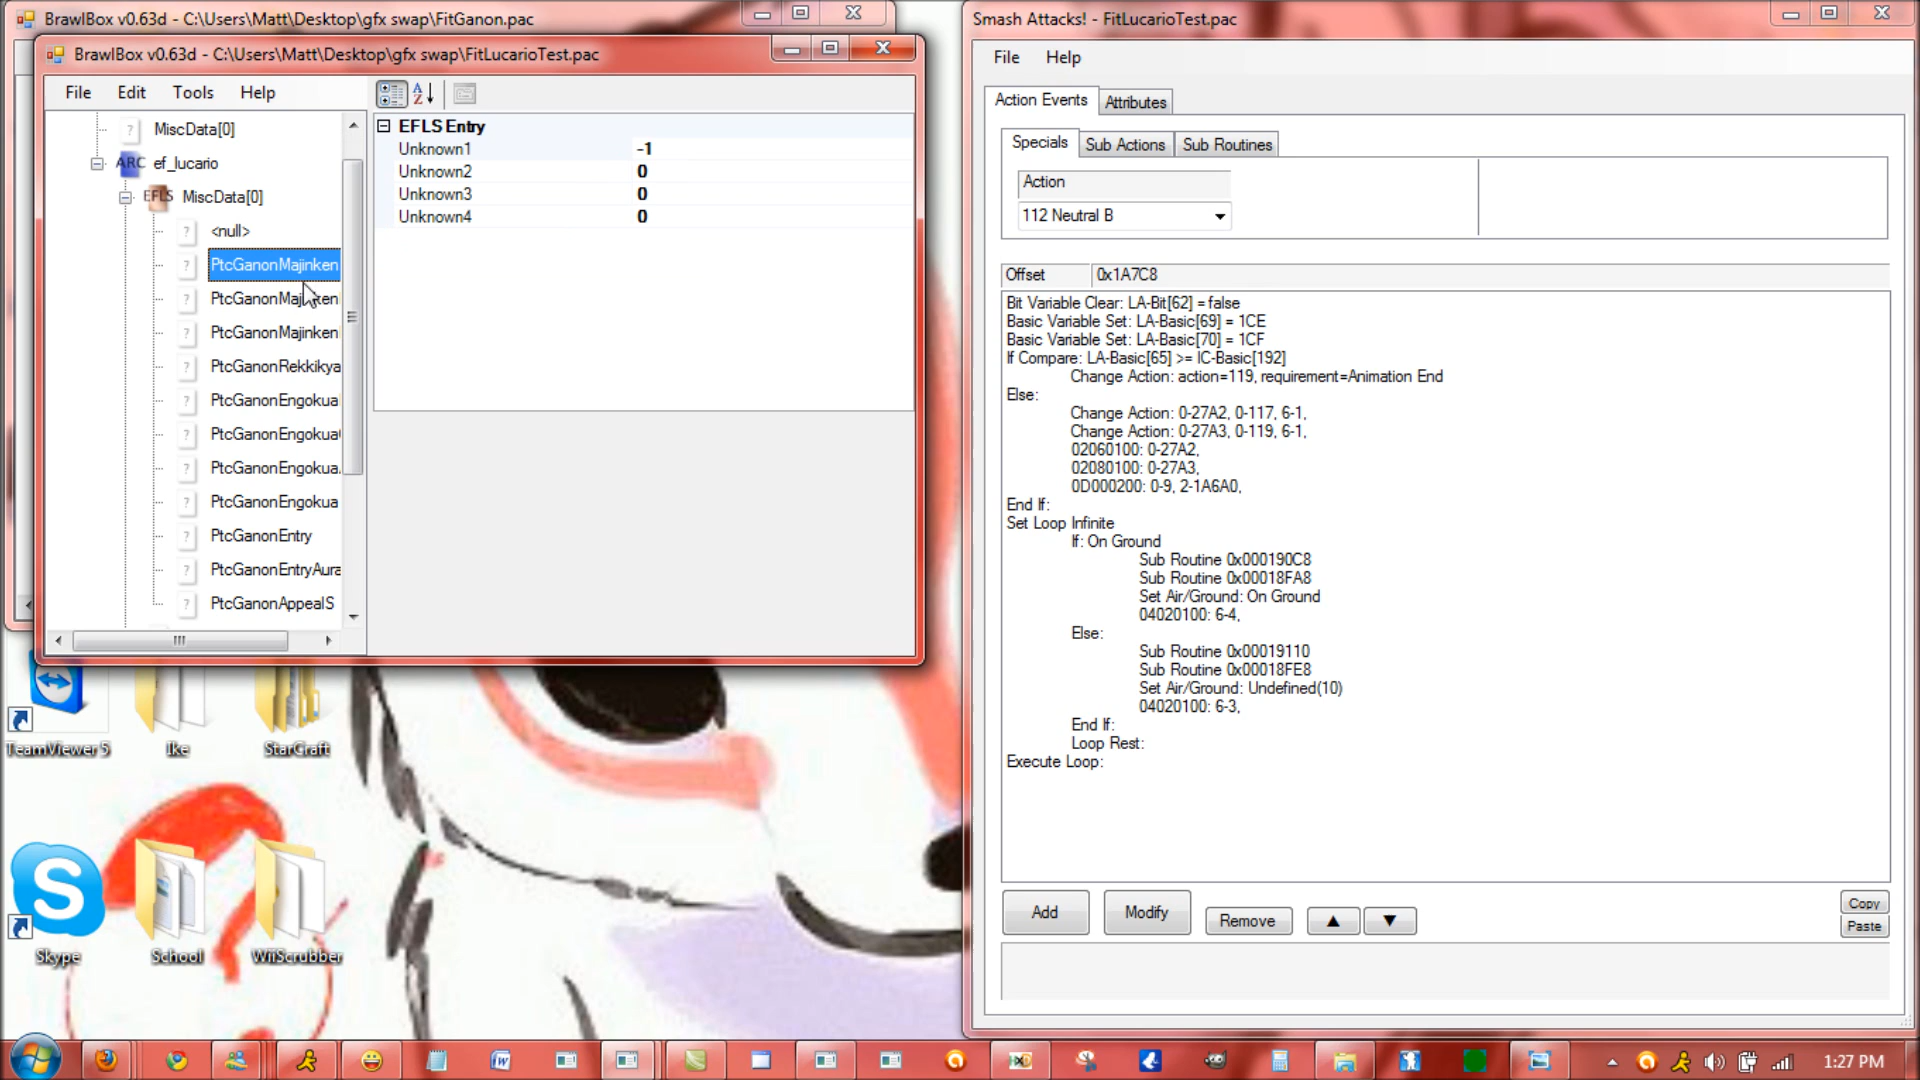 BrawlBox v0.63d - C:\Users\Matt\Desktop\gfx swap\FitGanon.pac
BrawlBox v0.63d - C:\Users\Matt\Desktop\gfx swap\FitLucarioTest.pac
File Edit Tools Help
MiscData[0]
ARC ef_lucario
EFLS MiscData[0]
<null>
PtcGanonMajinken
PtcGanonMajinken
PtcGanonMajinken
PtcGanonRekkikya
PtcGanonEngokua
PtcGanonEngokua
PtcGanonEngokua
PtcGanonEngokua
PtcGanonEntry
PtcGanonEntryAura
PtcGanonAppealS
EFLS Entry
Unknown1 -1
Unknown2 0
Unknown3 0
Unknown4 0
TeamViewer 5
Ike
StarCraft
Skype
School
WiiScrubber
Smash Attacks! - FitLucarioTest.pac
File Help
Action Events Attributes
Specials Sub Actions Sub Routines
Action
112 Neutral B
Offset 0x1A7C8
Bit Variable Clear: LA-Bit[62] = false
Basic Variable Set: LA-Basic[69] = 1CE
Basic Variable Set: LA-Basic[70] = 1CF
If Compare: LA-Basic[65] >= IC-Basic[192]
Change Action: action=119, requirement=Animation End
Else:
Change Action: 0-27A2, 0-117, 6-1,
Change Action: 0-27A3, 0-119, 6-1,
02060100: 0-27A2,
02080100: 0-27A3,
0D000200: 0-9, 2-1A6A0,
End If:
Set Loop Infinite
If: On Ground
Sub Routine 0x000190C8
Sub Routine 0x00018FA8
Set Air/Ground: On Ground
04020100: 6-4,
Else:
Sub Routine 0x00019110
Sub Routine 0x00018FE8
Set Air/Ground: Undefined(10)
04020100: 6-3,
End If:
Loop Rest:
Execute Loop:
Add Modify Remove
Copy
Paste
1:27 PM